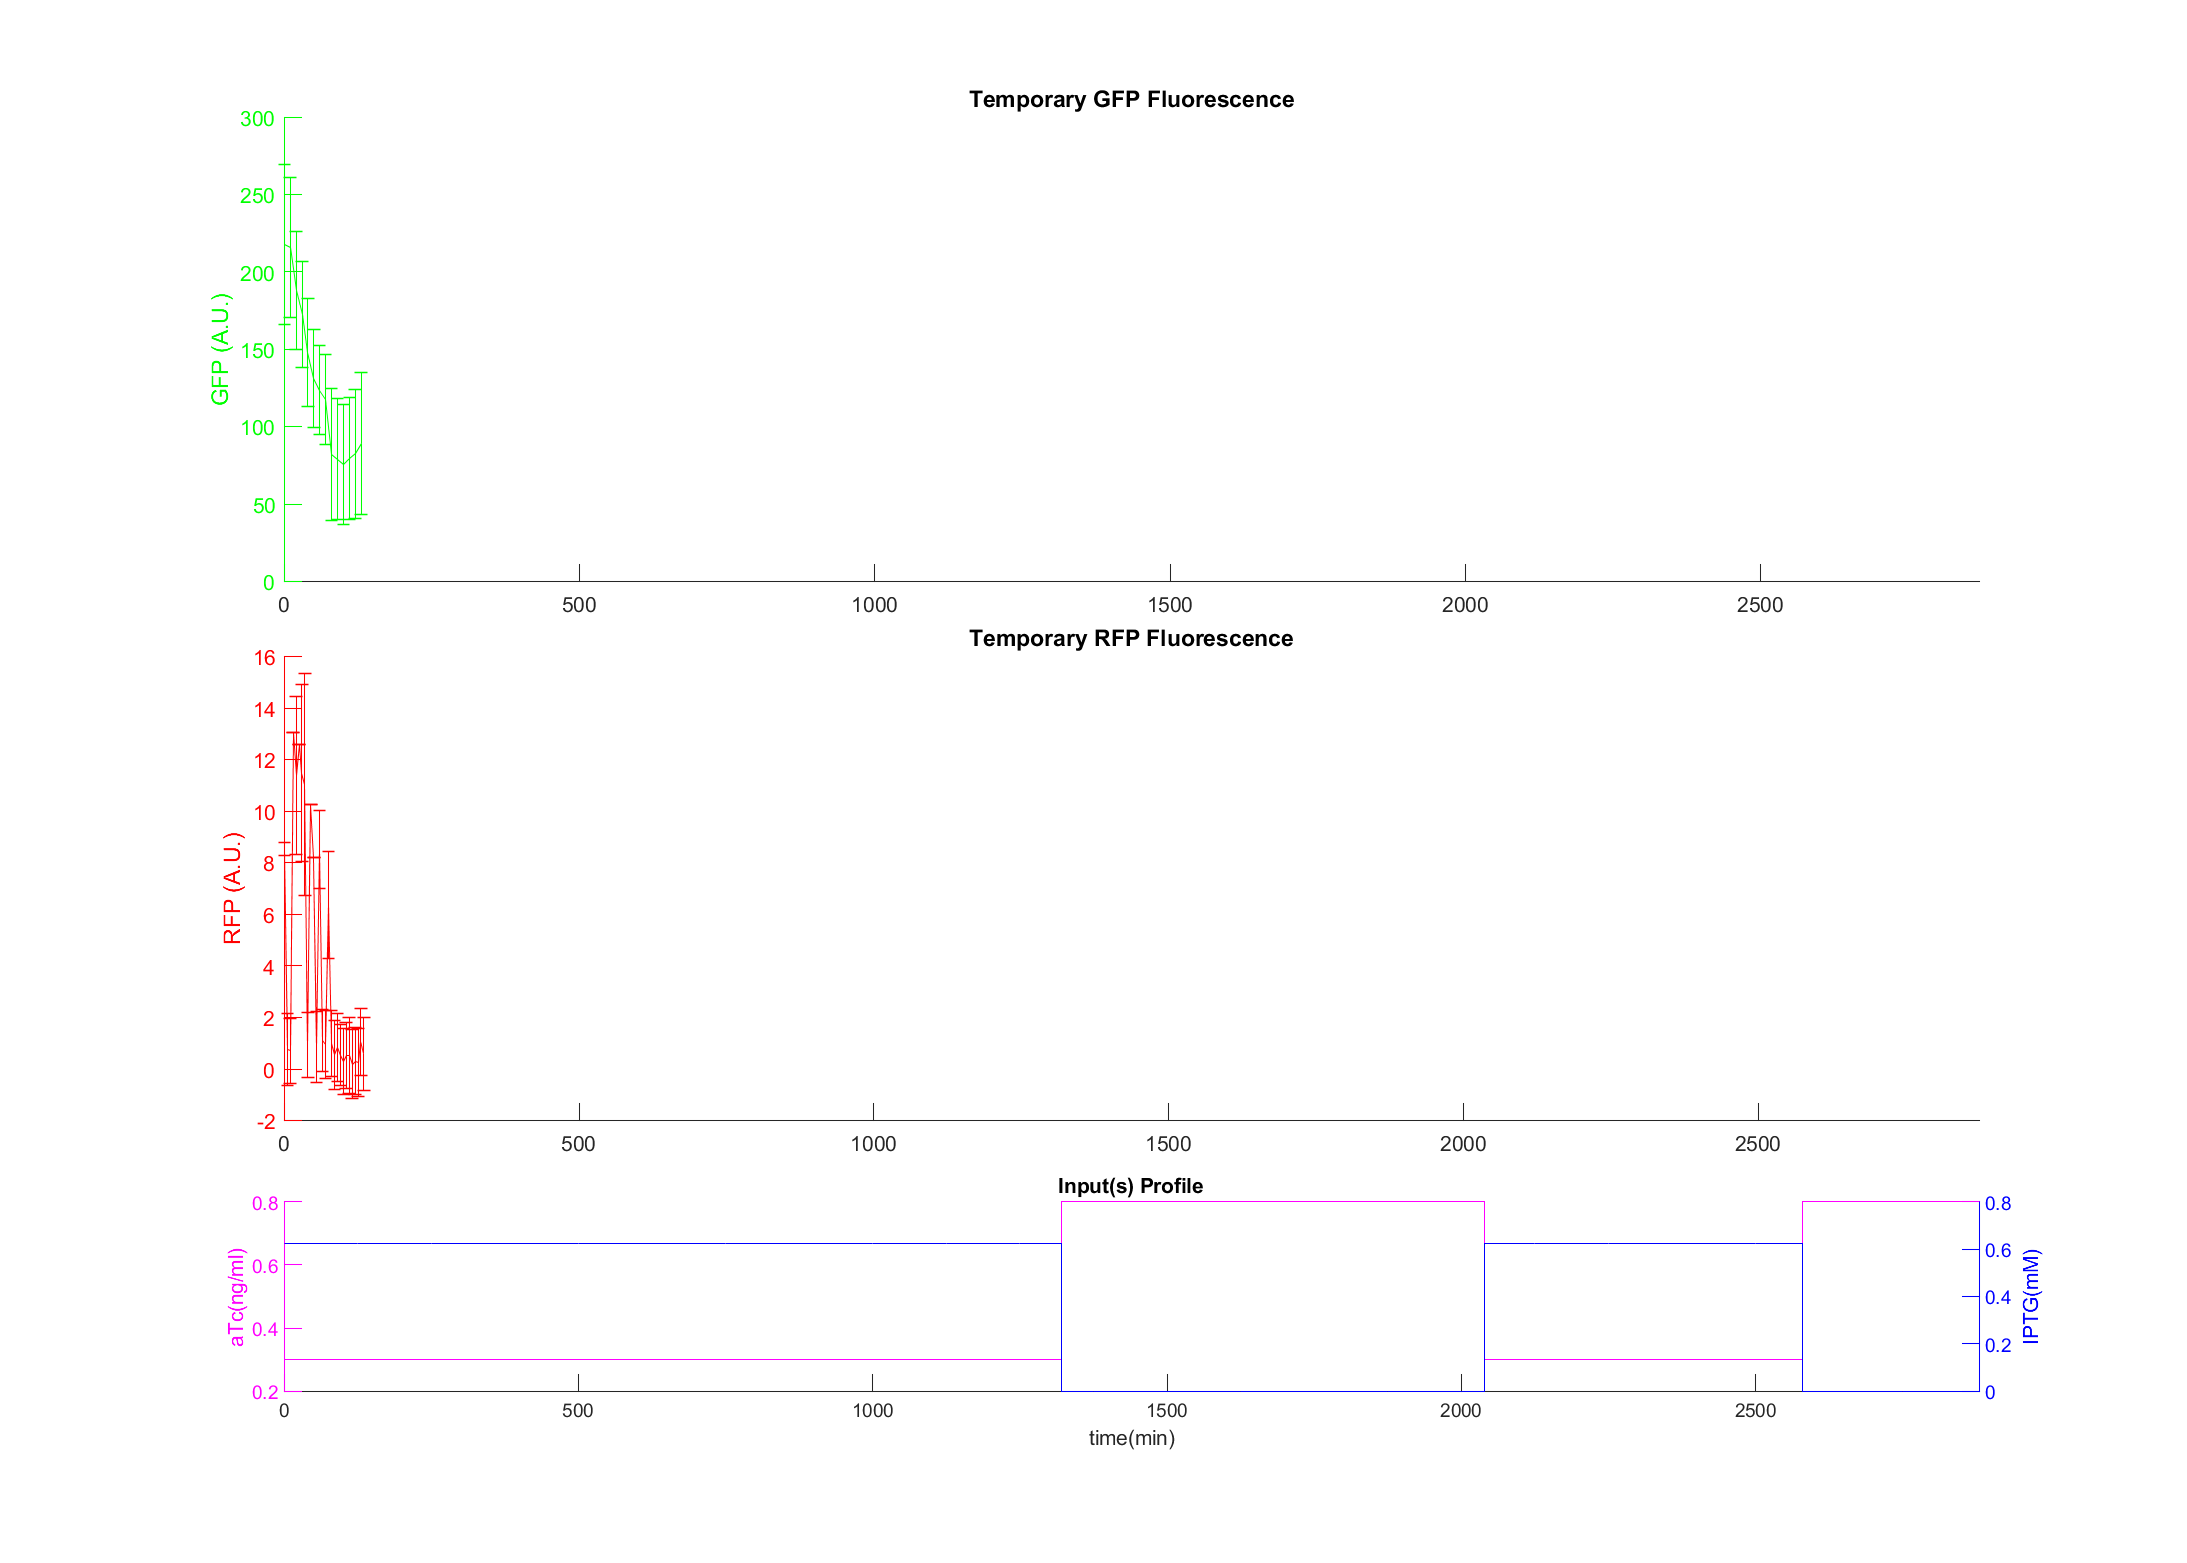 Temporary GFP Fluorescence
300
250
200
150
100
50
0
GFP (A.U.)
0 500 1000 1500 2000 2500
Temporary RFP Fluorescence
16
14
12
10
8
6
4
2
0
-2
RFP (A.U.)
0 500 1000 1500 2000 2500
Input(s) Profile
0.8
0.6
0.4
0.2
aTc(ng/ml)
0.8
0.6
0.4
0.2
0
IPTG(mM)
0 500 1000 1500 2000 2500
time(min)